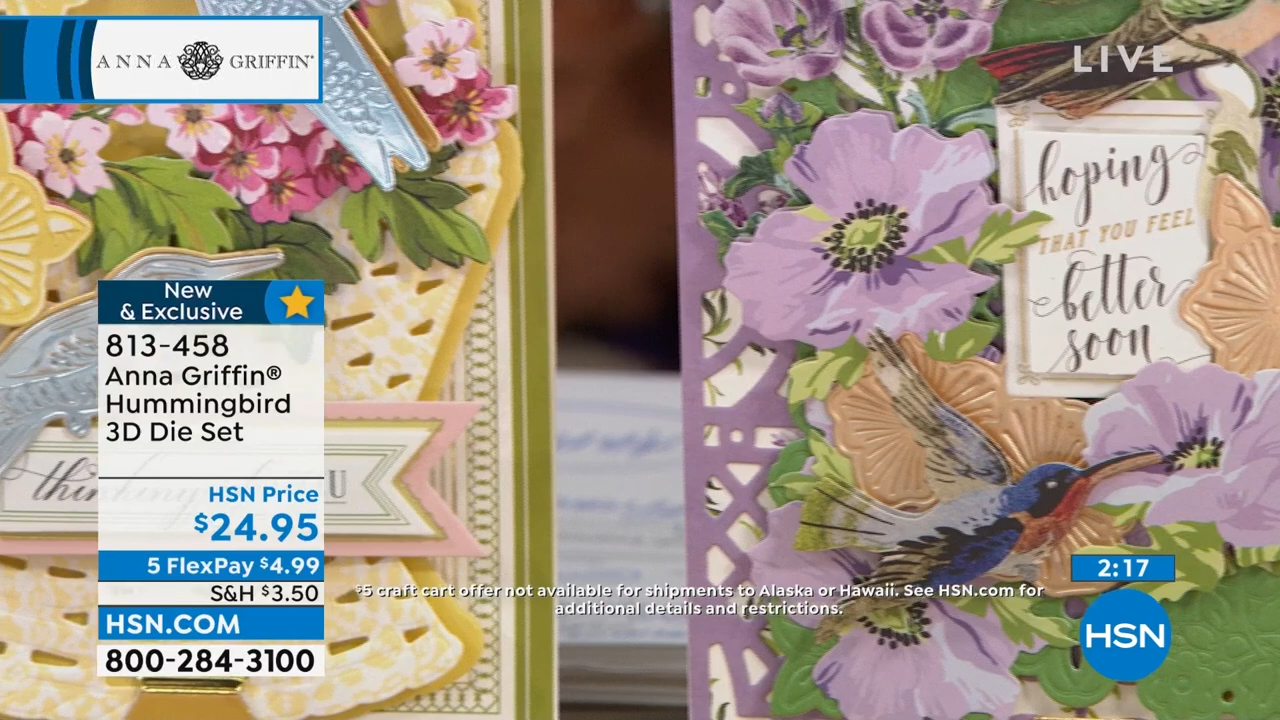 ANNA GRIFFIN®
LIVE
hoping
THAT YOU FEEL
better
soon
New
& Exclusive
813-458
Anna Griffin®
Hummingbird
3D Die Set
HSN Price
$24.95
5 FlexPay $4.99
S&H $3.50
HSN.COM
800-284-3100
thinking
$5 craft cart offer not available for shipments to Alaska or Hawaii. See HSN.com for
additional details and restrictions.
2:17
HSN